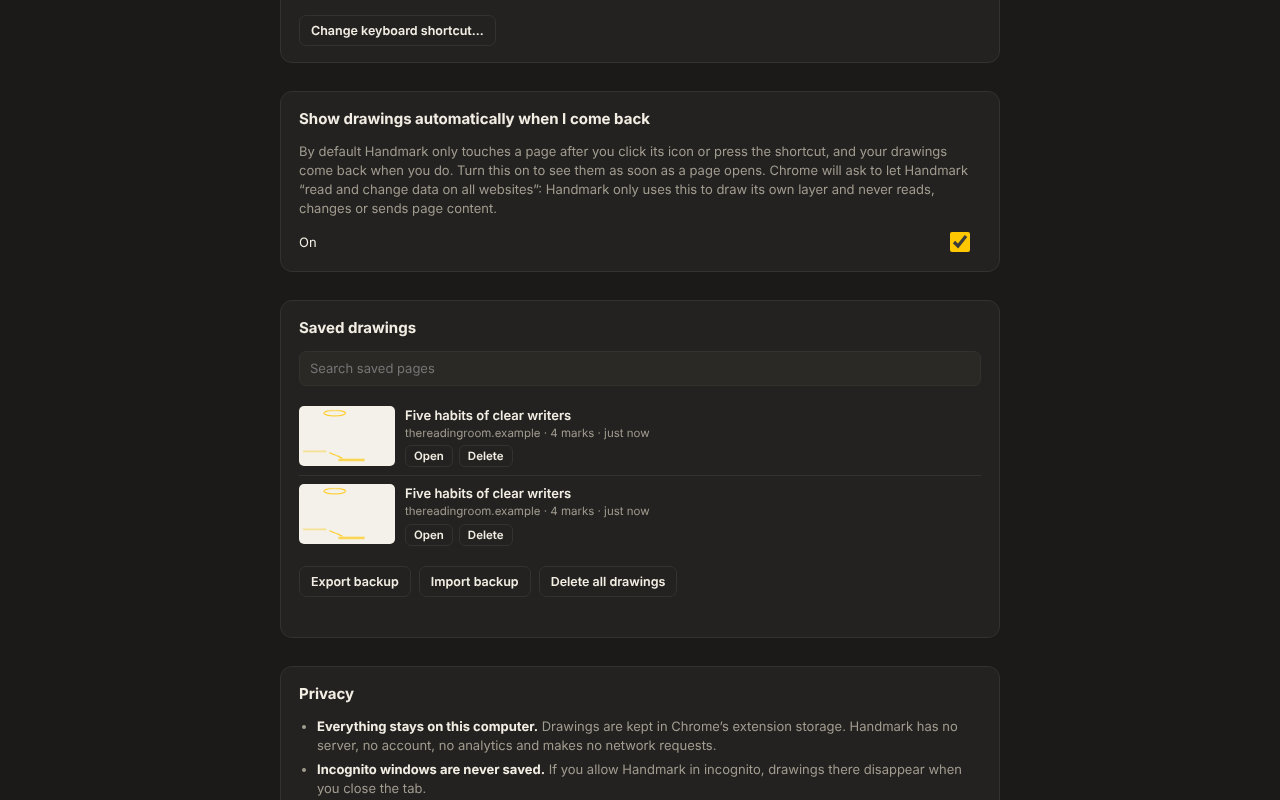 Change keyboard shortcut…
Show drawings automatically when I come back
By default Handmark only touches a page after you click its icon or press the shortcut, and your drawings
come back when you do. Turn this on to see them as soon as a page opens. Chrome will ask to let Handmark
“read and change data on all websites”: Handmark only uses this to draw its own layer and never reads,
changes or sends page content.
On
Saved drawings
Search saved pages
Five habits of clear writers
thereadingroom.example · 4 marks · just now
Open Delete
Five habits of clear writers
thereadingroom.example · 4 marks · just now
Open Delete
Export backup Import backup Delete all drawings
Privacy
• Everything stays on this computer. Drawings are kept in Chrome’s extension storage. Handmark has no
server, no account, no analytics and makes no network requests.
• Incognito windows are never saved. If you allow Handmark in incognito, drawings there disappear when
you close the tab.